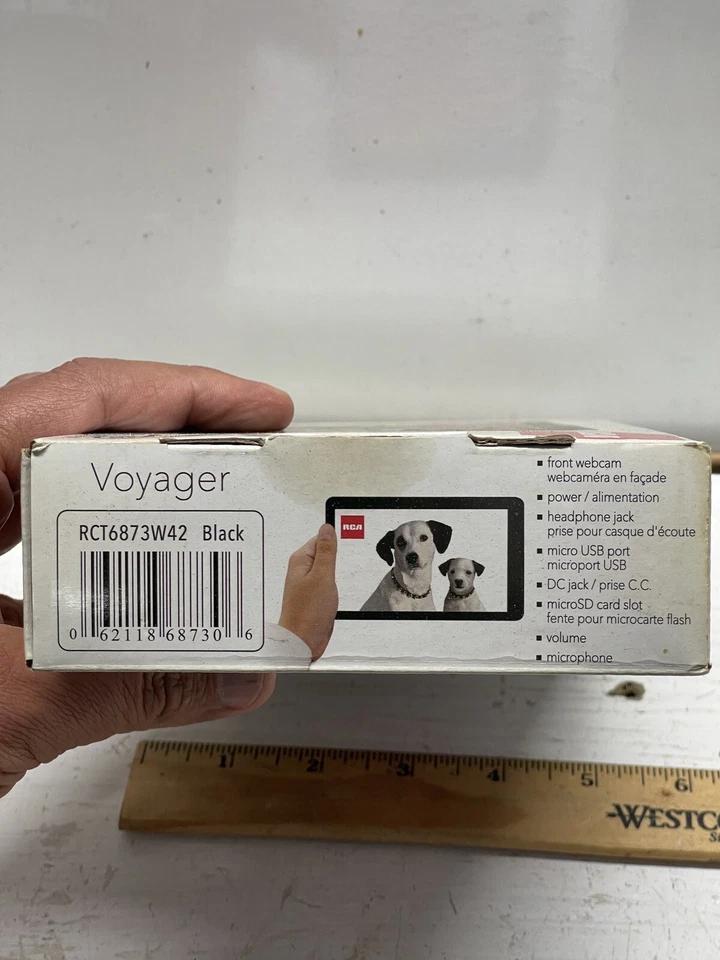 Voyager
RCT6873W42 Black
0 62118 68730 6
RCA
front webcam
webcaméra en façade
power / alimentation
headphone jack
prise pour casque d'écoute
micro USB port
microport USB
DC jack / prise C.C.
microSD card slot
fente pour microcarte flash
volume
microphone
1 2 3 4 5 6
WESTCO